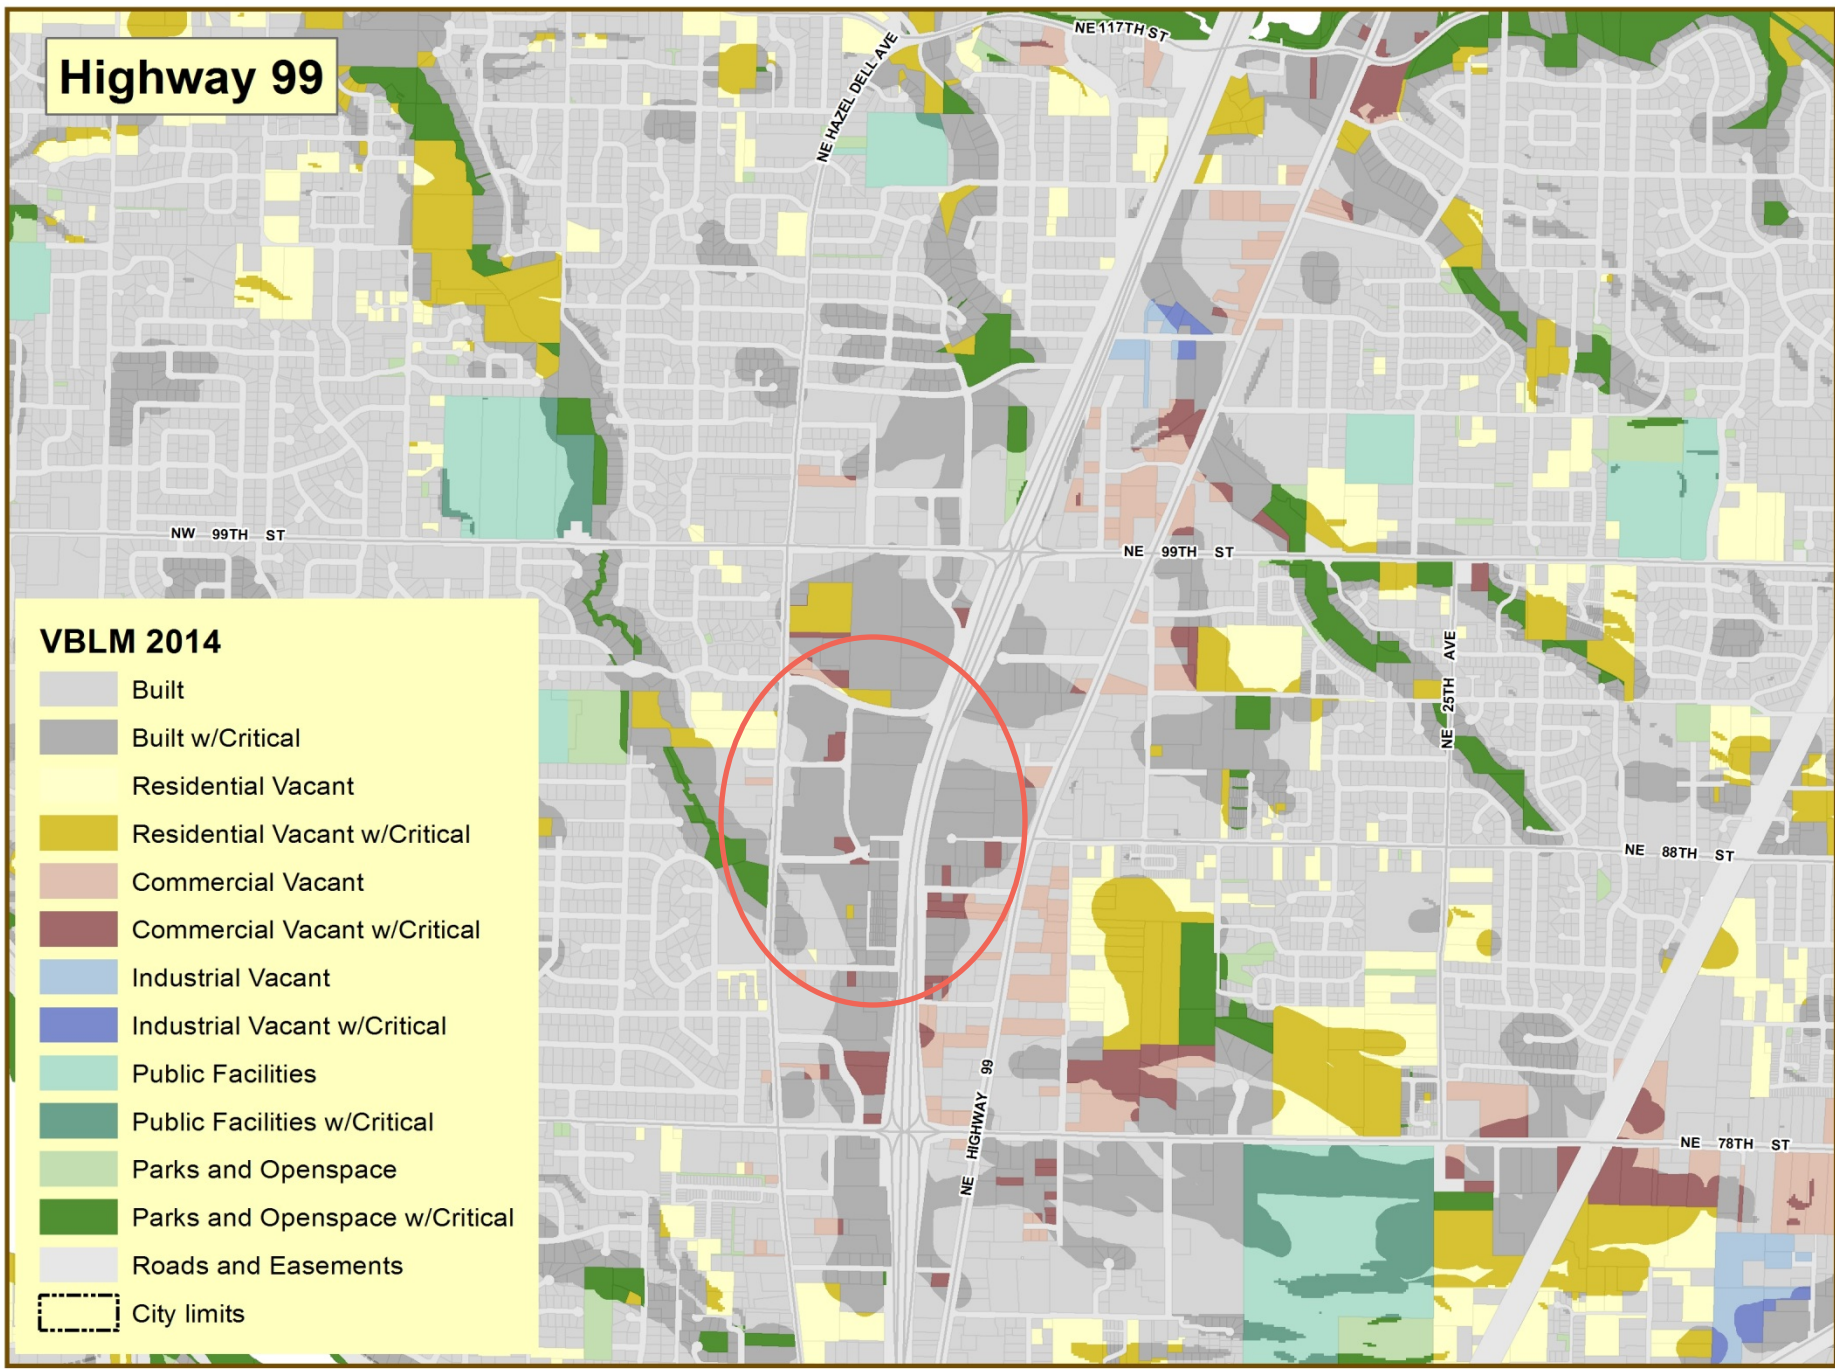 Highway 99
NE 117TH ST
NE HAZEL DELL AVE
NW 99TH ST
NE 99TH ST
NE 25TH AVE
NE 88TH ST
NE HIGHWAY 99
NE 78TH ST
VBLM 2014
Built
Built w/Critical
Residential Vacant
Residential Vacant w/Critical
Commercial Vacant
Commercial Vacant w/Critical
Industrial Vacant
Industrial Vacant w/Critical
Public Facilities
Public Facilities w/Critical
Parks and Openspace
Parks and Openspace w/Critical
Roads and Easements
City limits